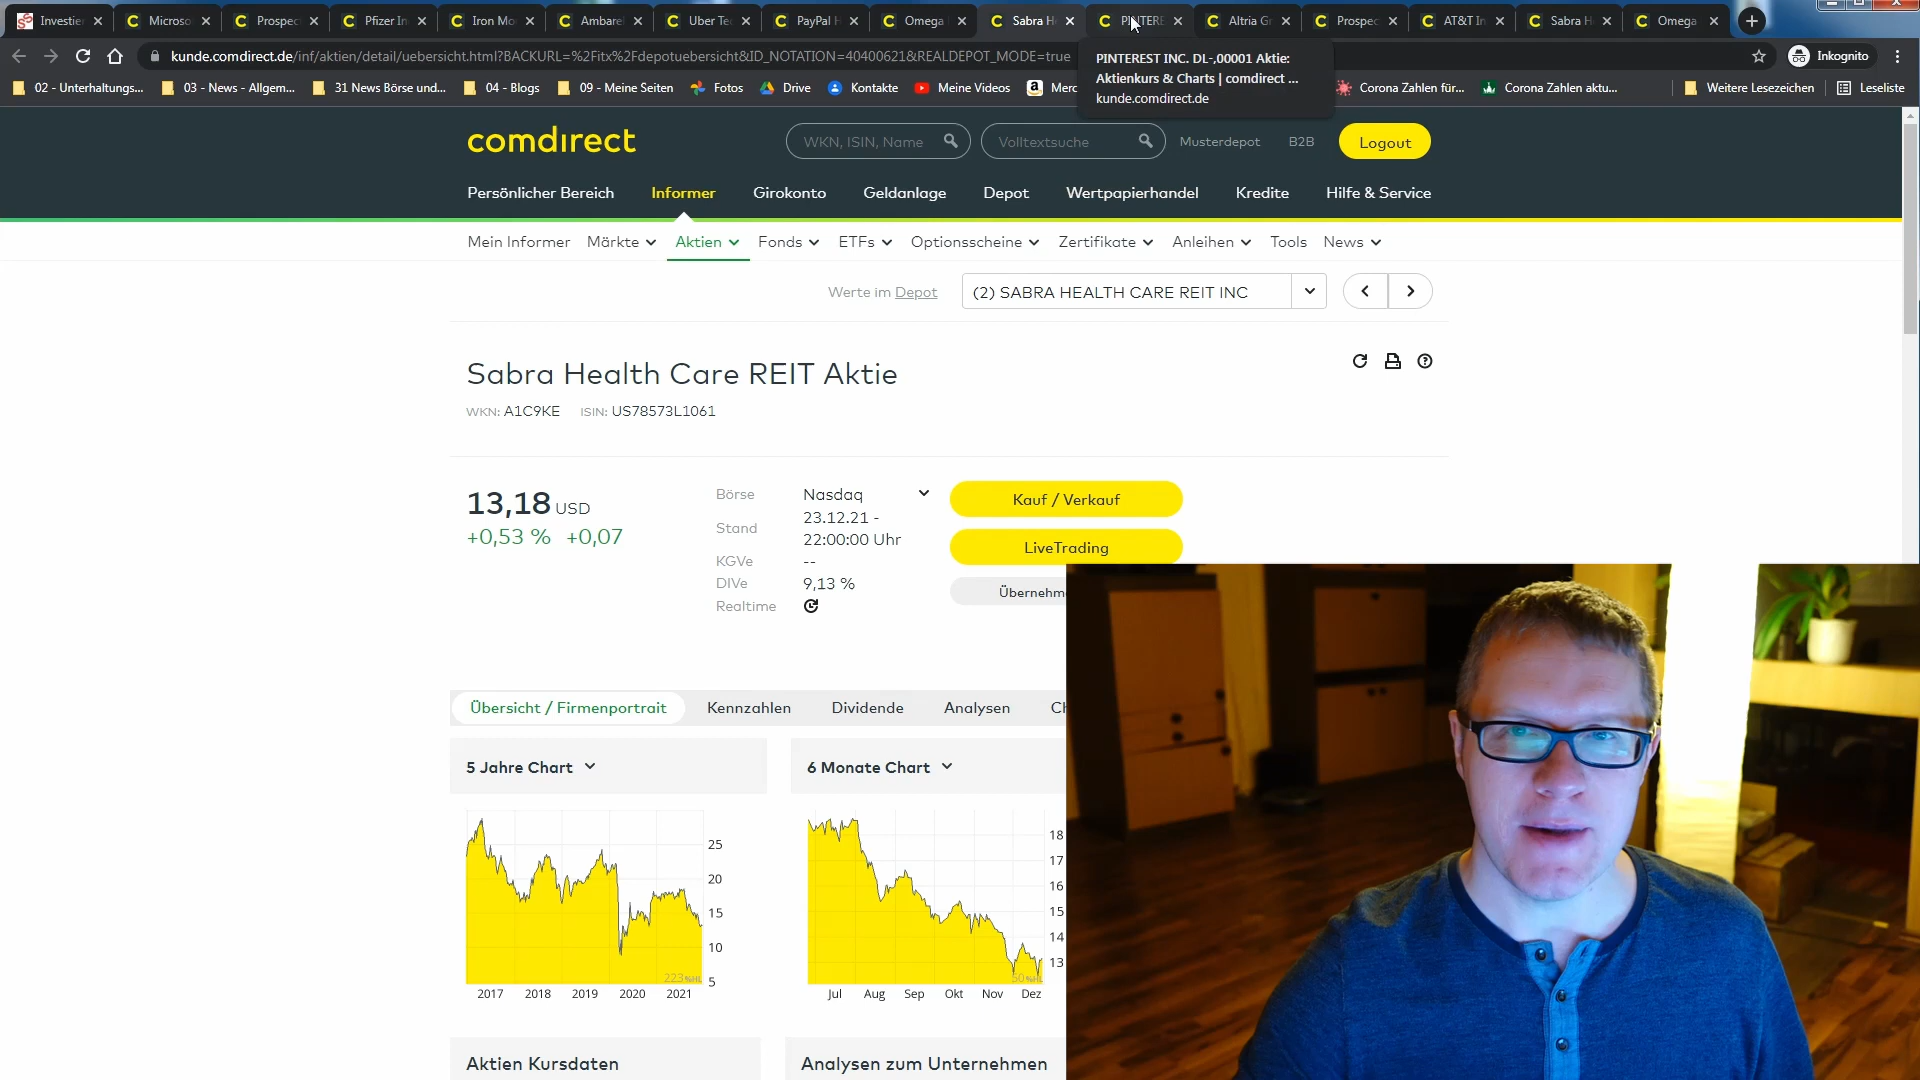 Investie
Microso
Prospec
Pfizer In
Iron Mo
Ambarel
Uber Te
PayPal H
Omega
Sabra He
PINTERE
Altria Gr
Prospec
AT&T In
Sabra He
Omega
kunde.comdirect.de/inf/aktien/detail/uebersicht.html?BACKURL=%2Fitx%2Fdepotuebersicht&ID_NOTATION=40400621&REALDEPOT_MODE=true
Inkognito
PINTEREST INC. DL-,00001 Aktie:
Aktienkurs & Charts | comdirect ...
kunde.comdirect.de
02 - Unterhaltungs...
03 - News - Allgem...
31 News Börse und...
04 - Blogs
09 - Meine Seiten
Fotos
Drive
Kontakte
Meine Videos
Merc
Corona Zahlen für...
Corona Zahlen aktu...
Weitere Lesezeichen
Leseliste
comdirect
WKN, ISIN, Name
Volltextsuche
Musterdepot
B2B
Logout
Persönlicher Bereich
Informer
Girokonto
Geldanlage
Depot
Wertpapierhandel
Kredite
Hilfe & Service
Mein Informer
Märkte
Aktien
Fonds
ETFs
Optionsscheine
Zertifikate
Anleihen
Tools
News
Werte im Depot
(2) SABRA HEALTH CARE REIT INC
Sabra Health Care REIT Aktie
WKN: A1C9KE ISIN: US78573L1061
13,18 USD
+0,53 % +0,07
Börse Nasdaq
Stand 23.12.21 -
22:00:00 Uhr
KGVe --
DIVe 9,13 %
Realtime
Kauf / Verkauf
LiveTrading
Übernehm
Übersicht / Firmenportrait
Kennzahlen
Dividende
Analysen
Ch
5 Jahre Chart
6 Monate Chart
25
20
15
10
5
2017 2018 2019 2020 2021
18
17
16
15
14
13
Jul Aug Sep Okt Nov Dez
Aktien Kursdaten
Analysen zum Unternehmen